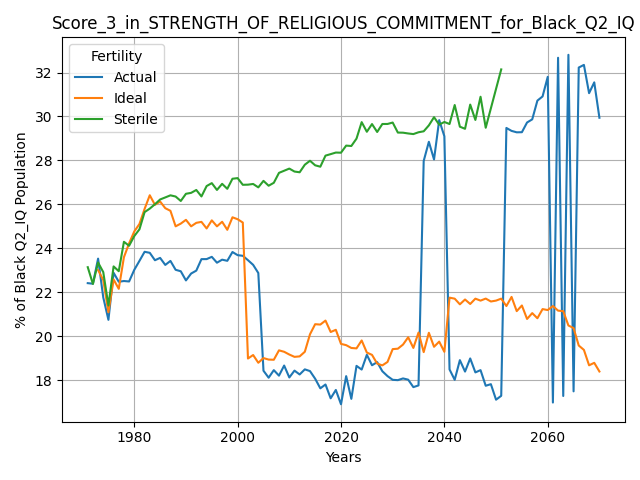 Score_3_in_STRENGTH_OF_RELIGIOUS_COMMITMENT_for_Black_Q2_IQ
Fertility
Actual
Ideal
Sterile
% of Black Q2_IQ Population
32
30
28
26
24
22
20
18
1980
2000
2020
2040
2060
Years